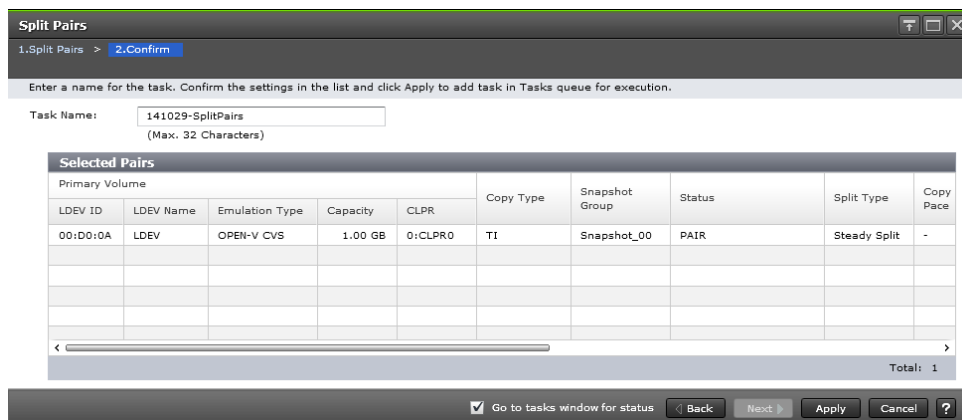 Split Pairs
1.Split Pairs > 2.Confirm
Enter a name for the task. Confirm the settings in the list and click Apply to add task in Tasks queue for execution.
Task Name: 141029-SplitPairs
(Max. 32 Characters)
Selected Pairs
Primary Volume Copy Type Snapshot Group Status Split Type Copy Pace
LDEV ID LDEV Name Emulation Type Capacity CLPR
00:D0:0A LDEV OPEN-V CVS 1.00 GB 0:CLPR0 TI Snapshot_00 PAIR Steady Split -
Total: 1
Go to tasks window for status Back Next Apply Cancel ?